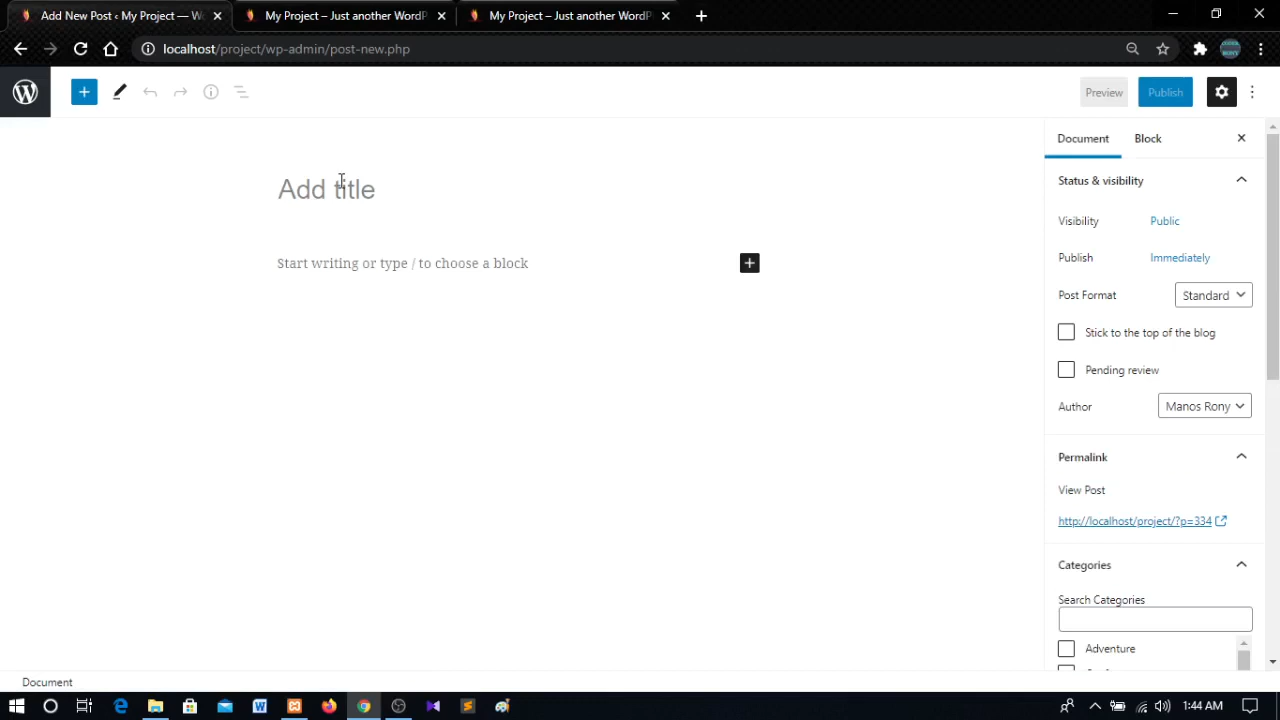 Add New Post ‹ My Project — Wo
My Project – Just another WordP
My Project – Just another WordP
localhost/project/wp-admin/post-new.php
Preview
Publish
Document
Block
Add title
Start writing or type / to choose a block
Status & visibility
Visibility
Public
Publish
Immediately
Post Format
Standard
Stick to the top of the blog
Pending review
Author
Manos Rony
Permalink
View Post
http://localhost/project/?p=334
Categories
Search Categories
Adventure
Document
1:44 AM